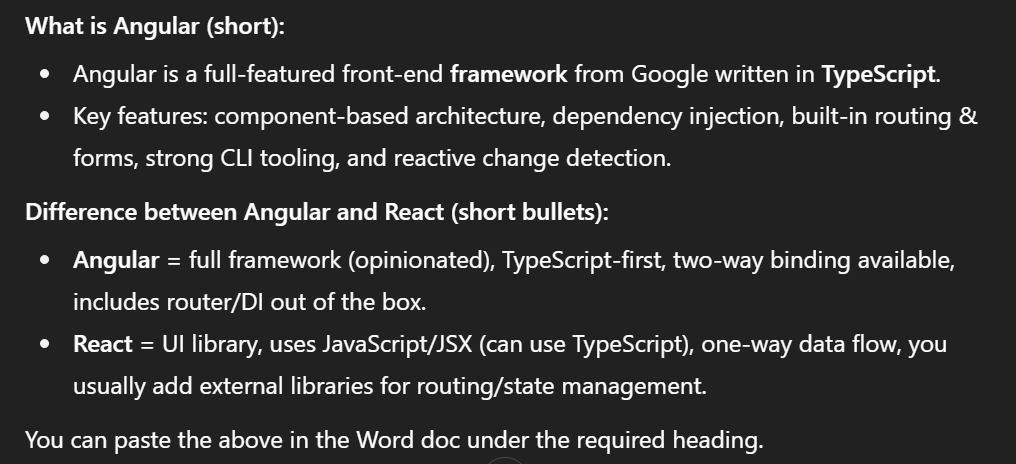 What is Angular (short):
• Angular is a full-featured front-end framework from Google written in TypeScript.
• Key features: component-based architecture, dependency injection, built-in routing &
forms, strong CLI tooling, and reactive change detection.
Difference between Angular and React (short bullets):
• Angular = full framework (opinionated), TypeScript-first, two-way binding available,
includes router/DI out of the box.
• React = UI library, uses JavaScript/JSX (can use TypeScript), one-way data flow, you
usually add external libraries for routing/state management.
You can paste the above in the Word doc under the required heading.